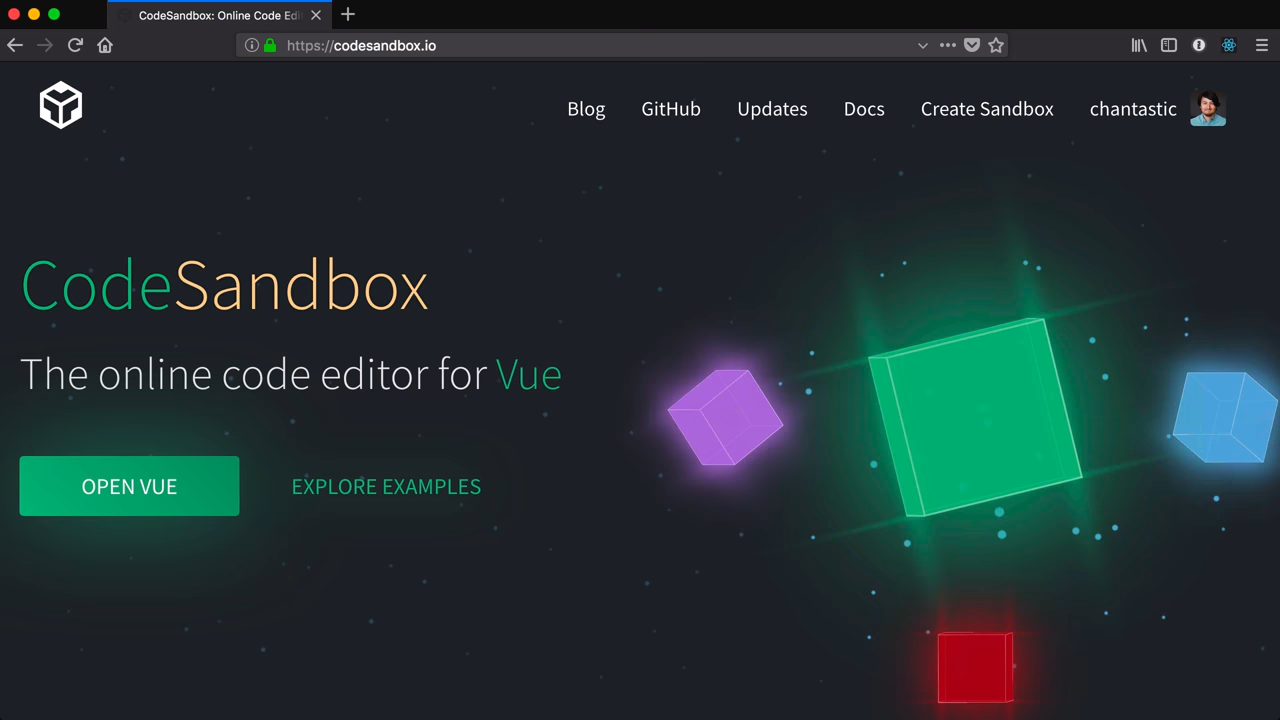 CodeSandbox: Online Code Edi
https://codesandbox.io
Blog GitHub Updates Docs Create Sandbox chantastic
CodeSandbox
The online code editor for Vue
OPEN VUE EXPLORE EXAMPLES